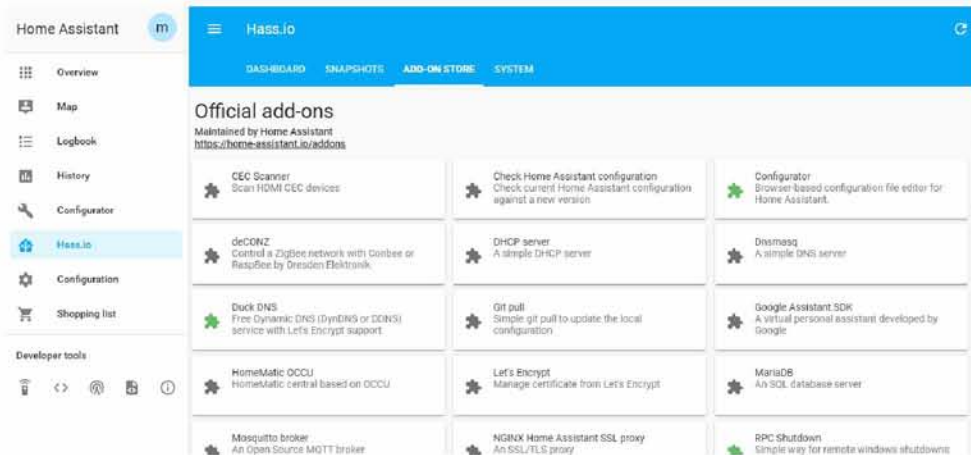 Home Assistant
m
Overview
Map
Logbook
History
Configurator
Hass.io
Configuration
Shopping list
Developer tools
Hass.io
DASHBOARD SNAPSHOTS ADD-ON STORE SYSTEM
Official add-ons
Maintained by Home Assistant
https://home-assistant.io/addons
CEC Scanner
Scan HDMI CEC devices
Check Home Assistant configuration
Check current Home Assistant configuration
against a new version
Configurator
Browser-based configuration file editor for
Home Assistant.
deCONZ
Control a ZigBee network with Conbee or
RaspBee by Dresden Elektronik.
DHCP server
A simple DHCP server
Dnsmasq
A simple DNS server
Duck DNS
Free Dynamic DNS (DynDNS or DDNS)
service with Let's Encrypt support
Git pull
Simple git pull to update the local
configuration
Google Assistant SDK
A virtual personal assistant developed by
Google
HomeMatic OCCU
HomeMatic central based on OCCU
Let's Encrypt
Manage certificate from Let's Encrypt
MariaDB
An SQL database server
Mosquitto broker
An Open Source MQTT broker
NGINX Home Assistant SSL proxy
An SSL/TLS proxy
RPC Shutdown
Simple way for remote windows shutdowns